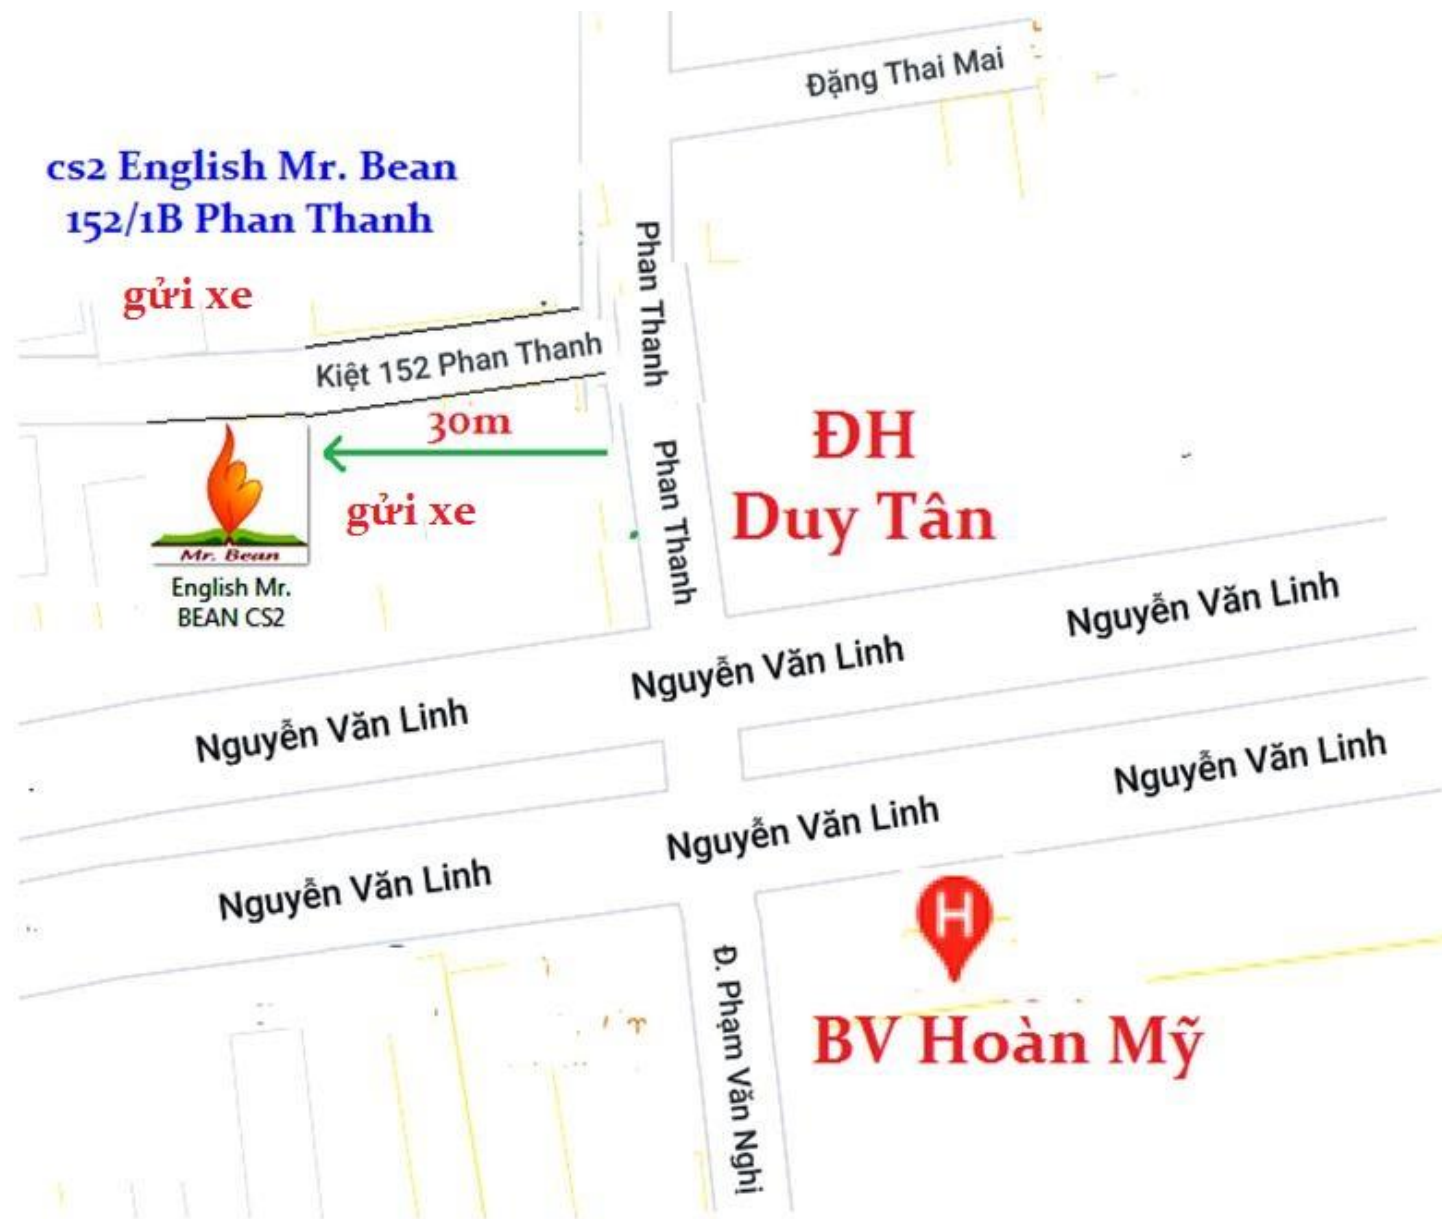 Đặng Thai Mai
cs2 English Mr. Bean
152/1B Phan Thanh
gửi xe
Phan Thanh
Kiệt 152 Phan Thanh
30m
ĐH
Duy Tân
Phan Thanh
gửi xe
Mr. Bean
English Mr.
BEAN CS2
Nguyễn Văn Linh
Nguyễn Văn Linh
Nguyễn Văn Linh
Nguyễn Văn Linh
Nguyễn Văn Linh
Nguyễn Văn Linh
H
Đ. Phạm Văn Nghị
BV Hoàn Mỹ